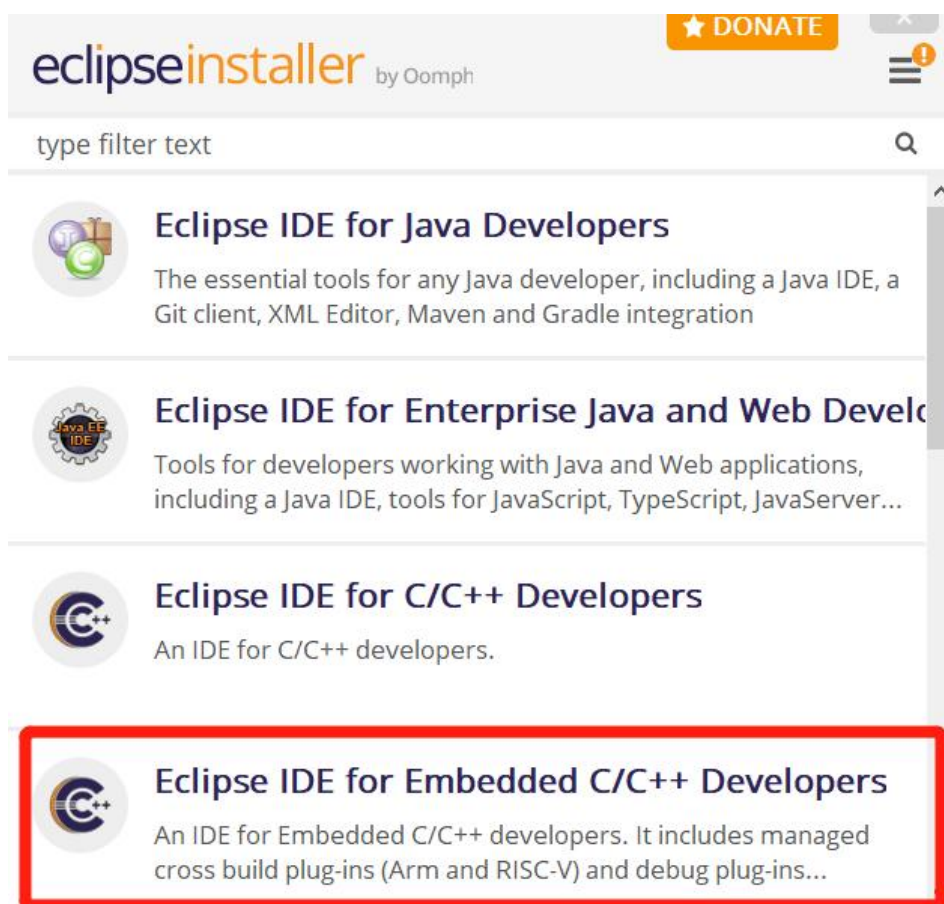 ★ DONATE
eclipseinstaller by Oomph
type filter text
Eclipse IDE for Java Developers
The essential tools for any Java developer, including a Java IDE, a
Git client, XML Editor, Maven and Gradle integration
Java EE
IDE
Eclipse IDE for Enterprise Java and Web Develo
Tools for developers working with Java and Web applications,
including a Java IDE, tools for JavaScript, TypeScript, JavaServer...
C++
Eclipse IDE for C/C++ Developers
An IDE for C/C++ developers.
C++
Eclipse IDE for Embedded C/C++ Developers
An IDE for Embedded C/C++ developers. It includes managed
cross build plug-ins (Arm and RISC-V) and debug plug-ins...